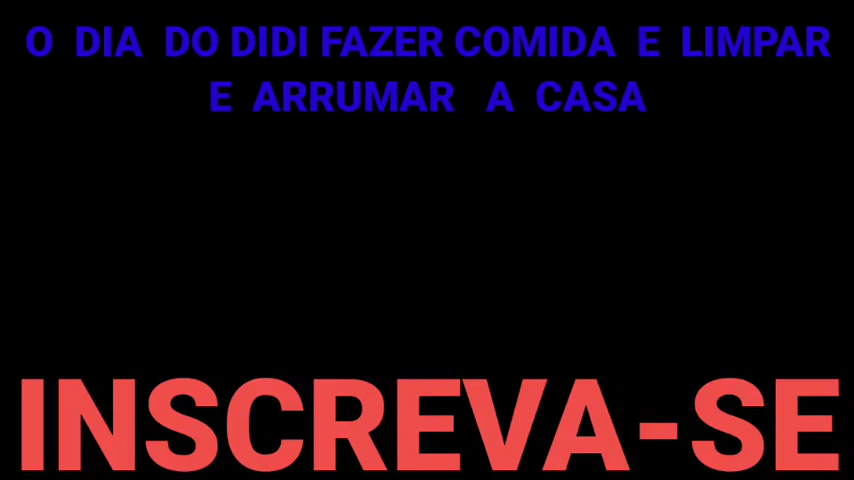 O DIA DO DIDI FAZER COMIDA E LIMPAR
E ARRUMAR A CASA
INSCREVA-SE